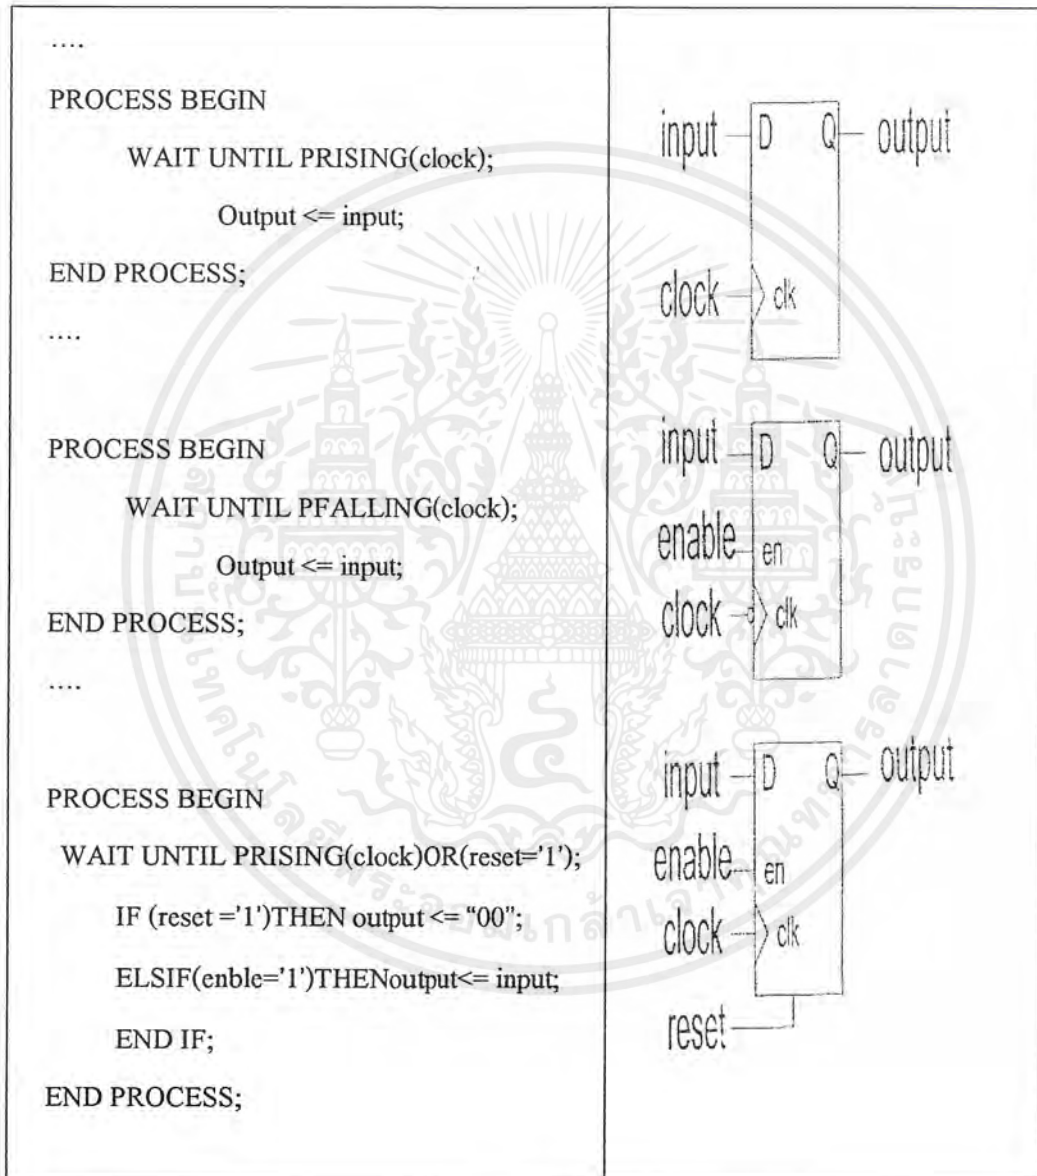 ....
PROCESS BEGIN
WAIT UNTIL PRISING(clock);
Output <= input;
END PROCESS;
....
PROCESS BEGIN
WAIT UNTIL PFALLING(clock);
Output <= input;
END PROCESS;
....
PROCESS BEGIN
WAIT UNTIL PRISING(clock)OR(reset='1');
IF (reset ='1')THEN output <= “00”;
ELSIF(enble='1')THENoutput<= input;
END IF;
END PROCESS;
input D Q output
clock clk
input D Q output
enable en
clock clk
input D Q output
enable en
clock clk
reset